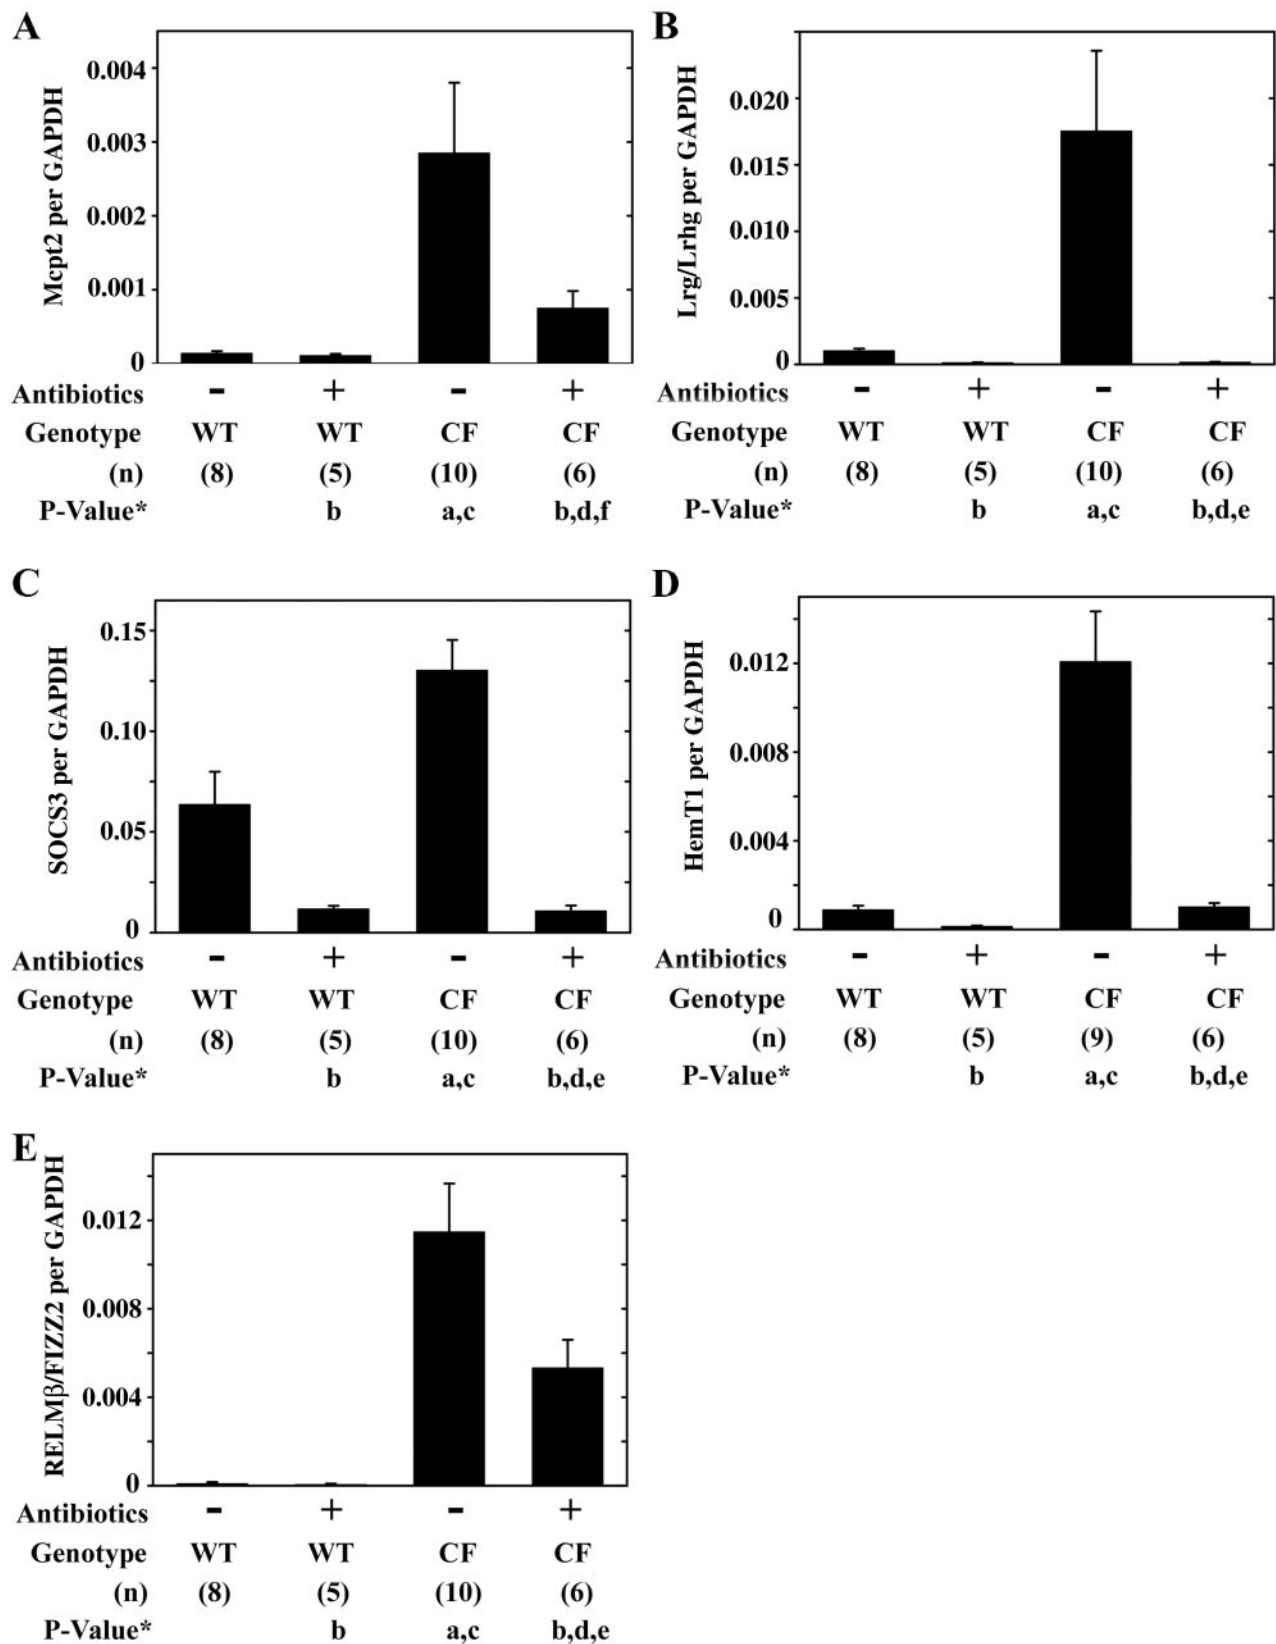 A
Mcpt2 per GAPDH
0.004
0.003
0.002
0.001
0
Antibiotics - + - +
Genotype WT WT CF CF
(n) (8) (5) (10) (6)
P-Value* b a,c b,d,f
B
Lrg/Lrhg per GAPDH
0.020
0.015
0.010
0.005
0
Antibiotics - + - +
Genotype WT WT CF CF
(n) (8) (5) (10) (6)
P-Value* b a,c b,d,e
C
SOCS3 per GAPDH
0.15
0.10
0.05
0
Antibiotics - + - +
Genotype WT WT CF CF
(n) (8) (5) (10) (6)
P-Value* b a,c b,d,e
D
HemT1 per GAPDH
0.012
0.008
0.004
0
Antibiotics - + - +
Genotype WT WT CF CF
(n) (8) (5) (9) (6)
P-Value* b a,c b,d,e
E
RELMβ/FIZZ2 per GAPDH
0.012
0.008
0.004
0
Antibiotics - + - +
Genotype WT WT CF CF
(n) (8) (5) (10) (6)
P-Value* b a,c b,d,e